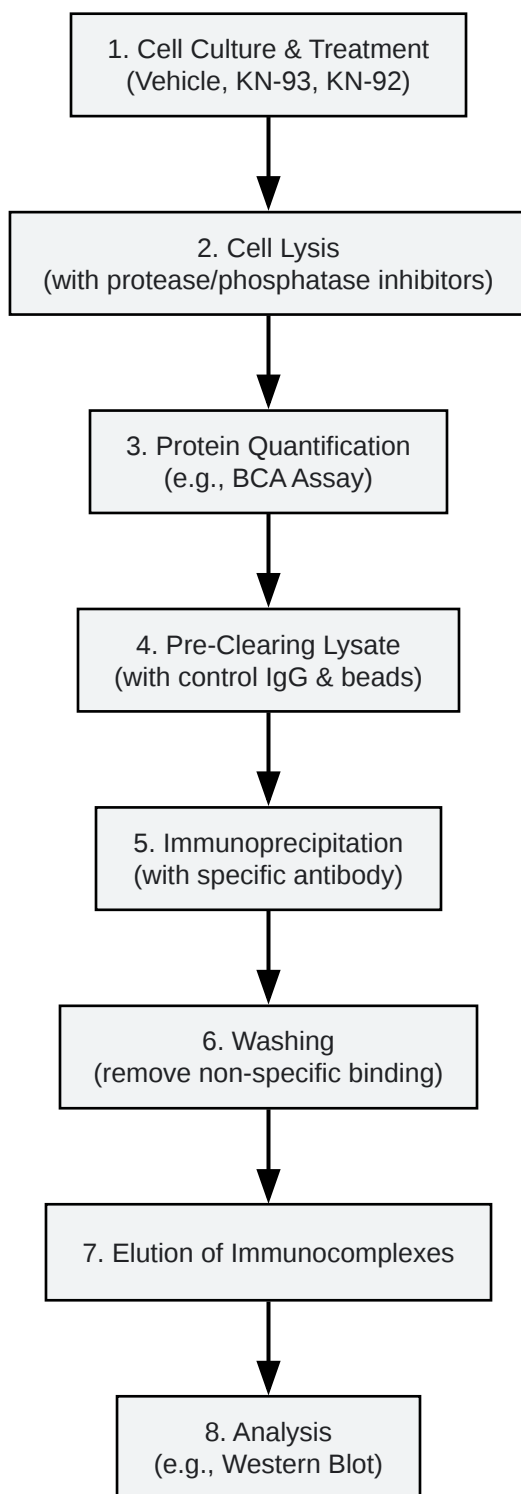 1. Cell Culture & Treatment
(Vehicle, KN-93, KN-92)
2. Cell Lysis
(with protease/phosphatase inhibitors)
3. Protein Quantification
(e.g., BCA Assay)
4. Pre-Clearing Lysate
(with control IgG & beads)
5. Immunoprecipitation
(with specific antibody)
6. Washing
(remove non-specific binding)
7. Elution of Immunocomplexes
8. Analysis
(e.g., Western Blot)